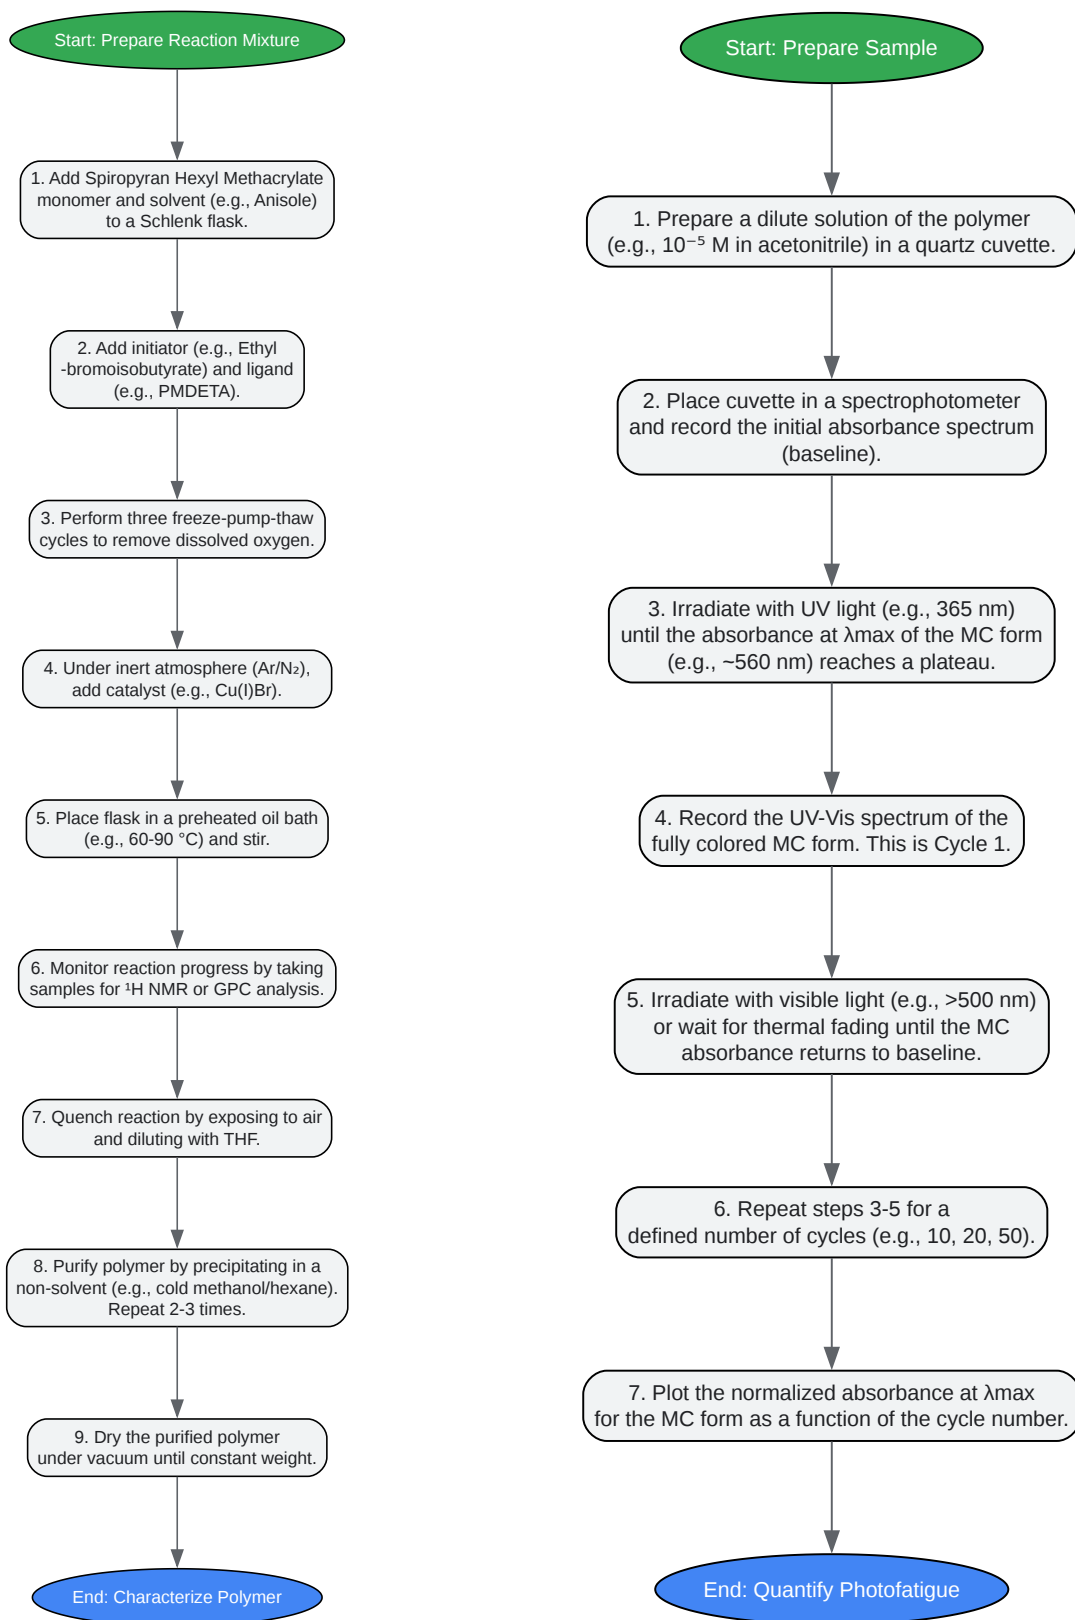 Start: Prepare Reaction Mixture
1. Add Spiropyran Hexyl Methacrylate
monomer and solvent (e.g., Anisole)
to a Schlenk flask.
2. Add initiator (e.g., Ethyl
-bromoisobutyrate) and ligand
(e.g., PMDETA).
3. Perform three freeze-pump-thaw
cycles to remove dissolved oxygen.
4. Under inert atmosphere (Ar/N₂),
add catalyst (e.g., Cu(I)Br).
5. Place flask in a preheated oil bath
(e.g., 60-90 °C) and stir.
6. Monitor reaction progress by taking
samples for ¹H NMR or GPC analysis.
7. Quench reaction by exposing to air
and diluting with THF.
8. Purify polymer by precipitating in a
non-solvent (e.g., cold methanol/hexane).
Repeat 2-3 times.
9. Dry the purified polymer
under vacuum until constant weight.
End: Characterize Polymer
Start: Prepare Sample
1. Prepare a dilute solution of the polymer
(e.g., 10⁻⁵ M in acetonitrile) in a quartz cuvette.
2. Place cuvette in a spectrophotometer
and record the initial absorbance spectrum
(baseline).
3. Irradiate with UV light (e.g., 365 nm)
until the absorbance at λmax of the MC form
(e.g., ~560 nm) reaches a plateau.
4. Record the UV-Vis spectrum of the
fully colored MC form. This is Cycle 1.
5. Irradiate with visible light (e.g., >500 nm)
or wait for thermal fading until the MC
absorbance returns to baseline.
6. Repeat steps 3-5 for a
defined number of cycles (e.g., 10, 20, 50).
7. Plot the normalized absorbance at λmax
for the MC form as a function of the cycle number.
End: Quantify Photofatigue